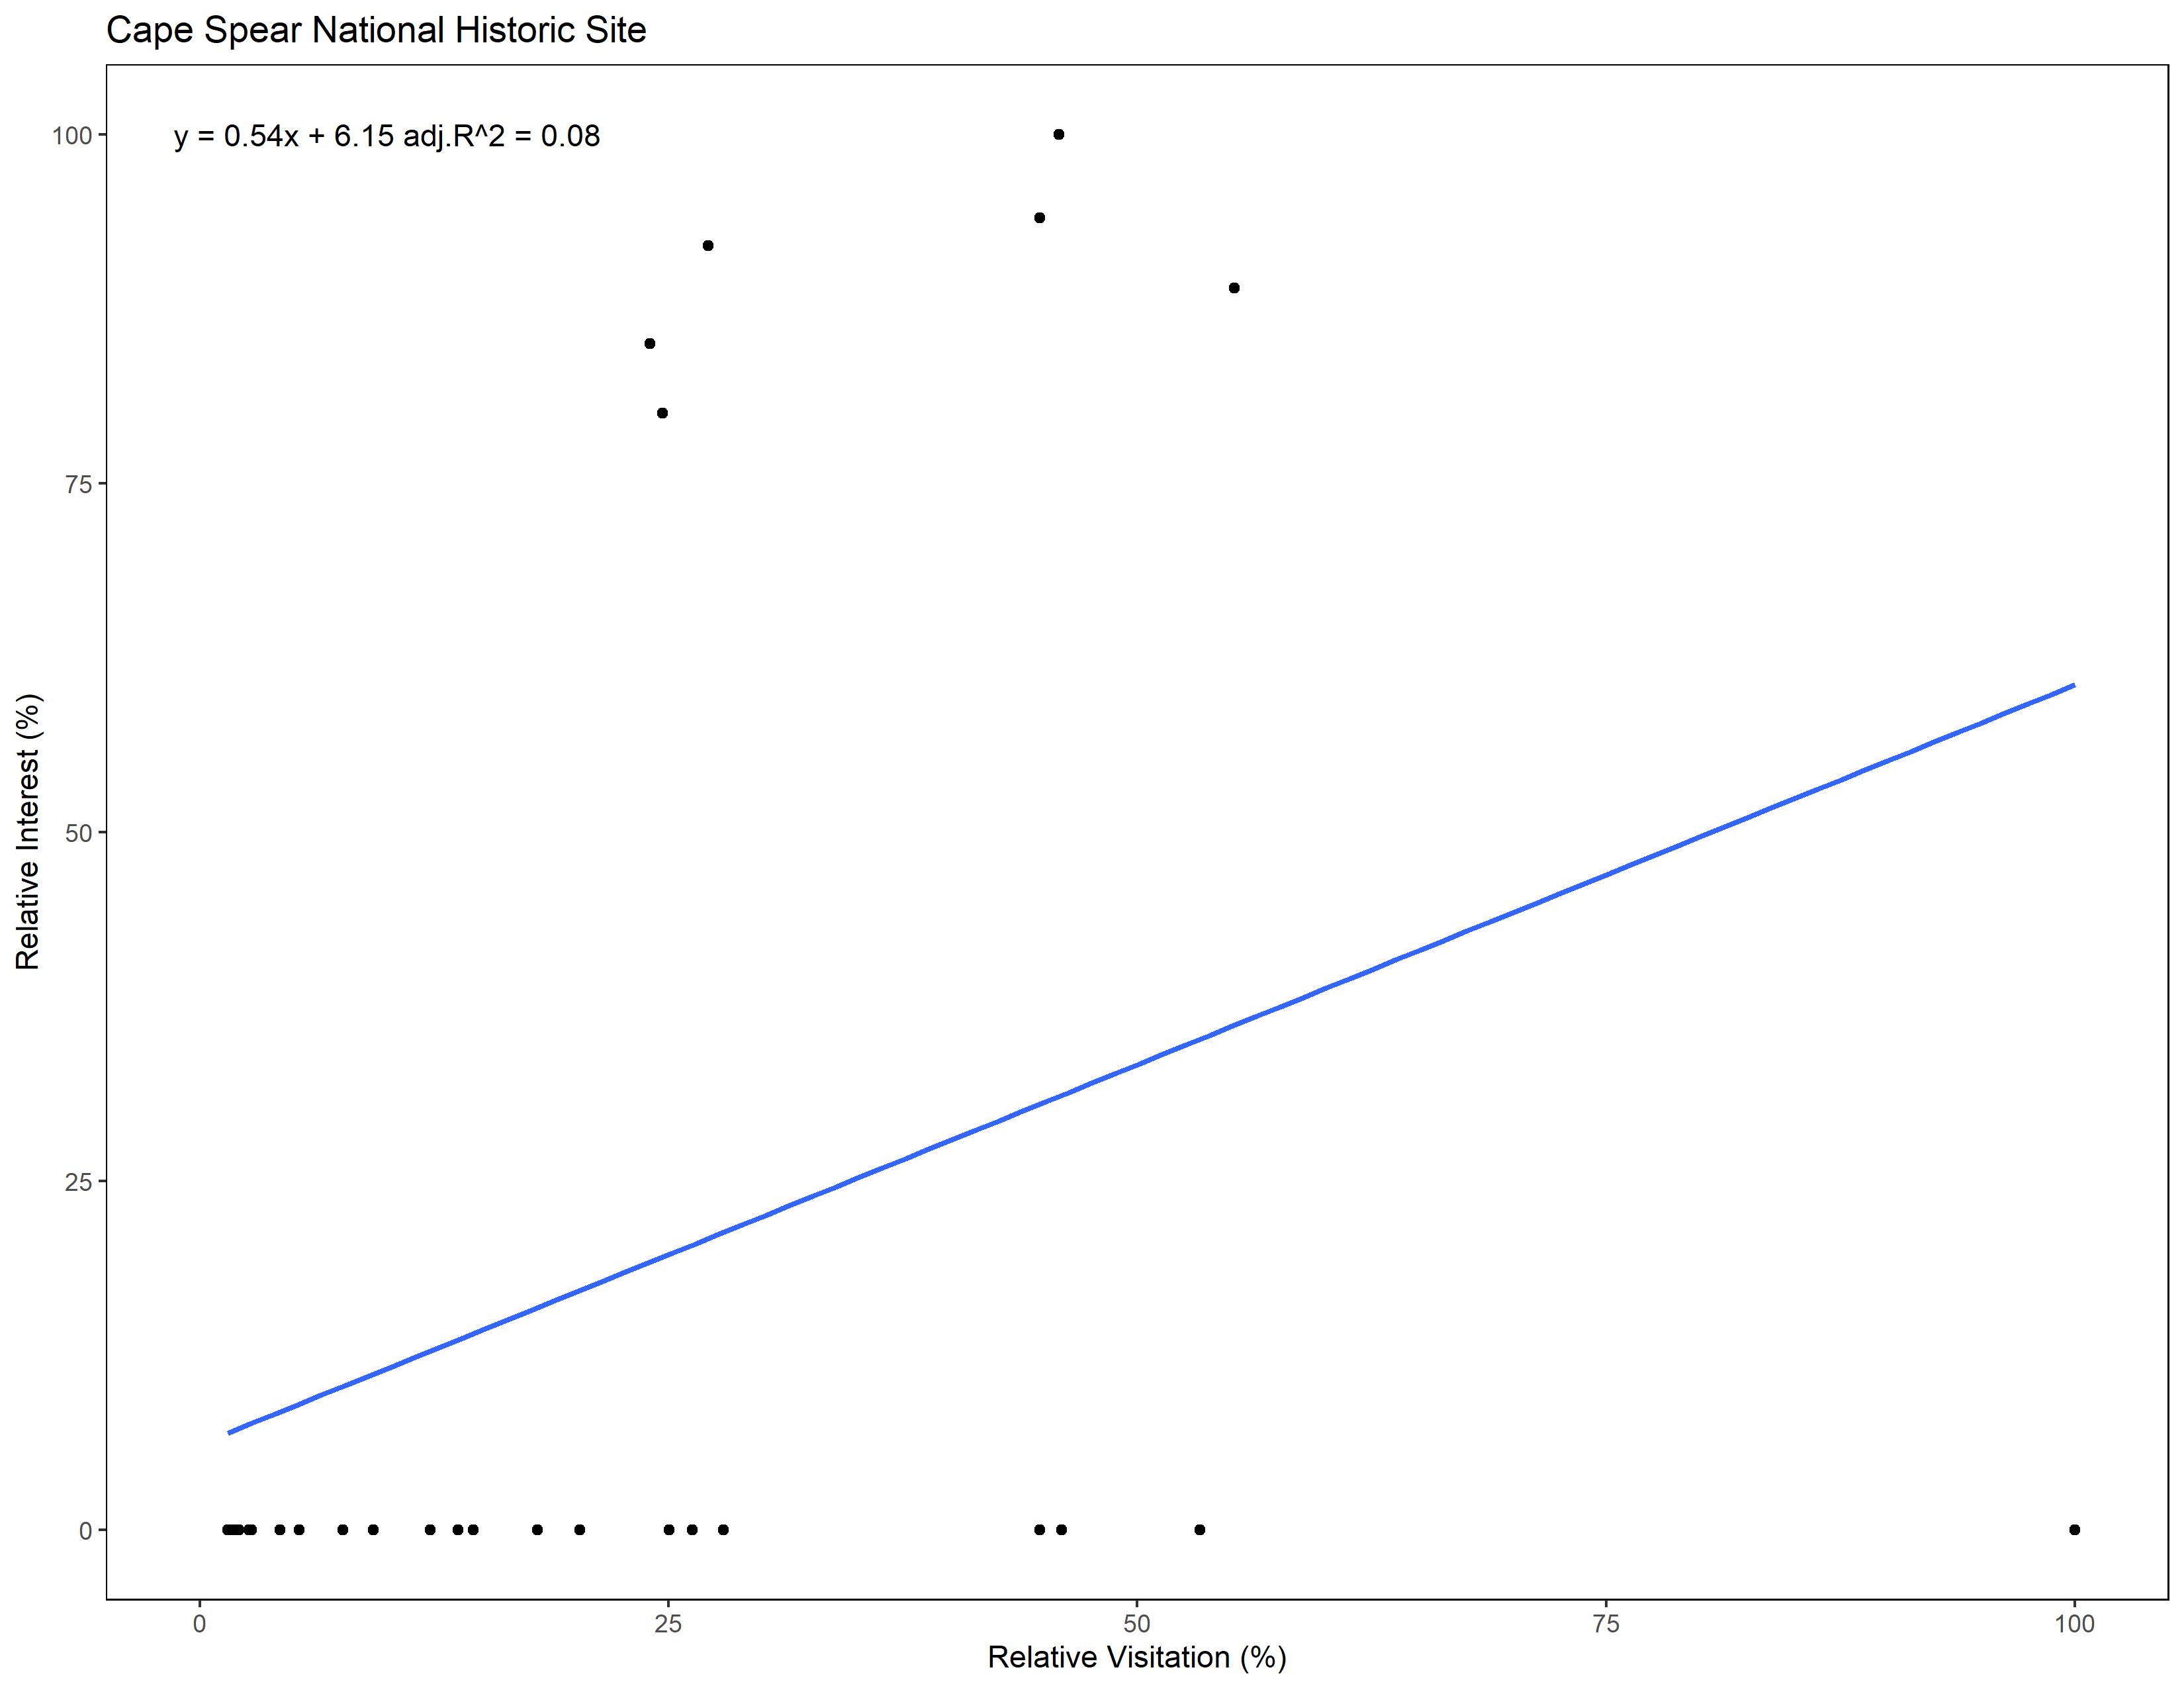 Cape Spear National Historic Site
y = 0.54x + 6.15 adj.R^2 = 0.08
100
75
50
25
0
Relative Interest (%)
0 25 50 75 100
Relative Visitation (%)